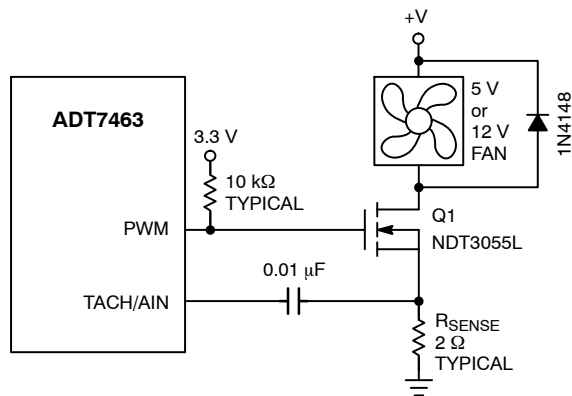 +V
ADT7463
3.3 V
10 kΩ
TYPICAL
5 V
or
12 V
FAN
1N4148
PWM
Q1
NDT3055L
0.01 μF
TACH/AIN
RSENSE
2 Ω
TYPICAL